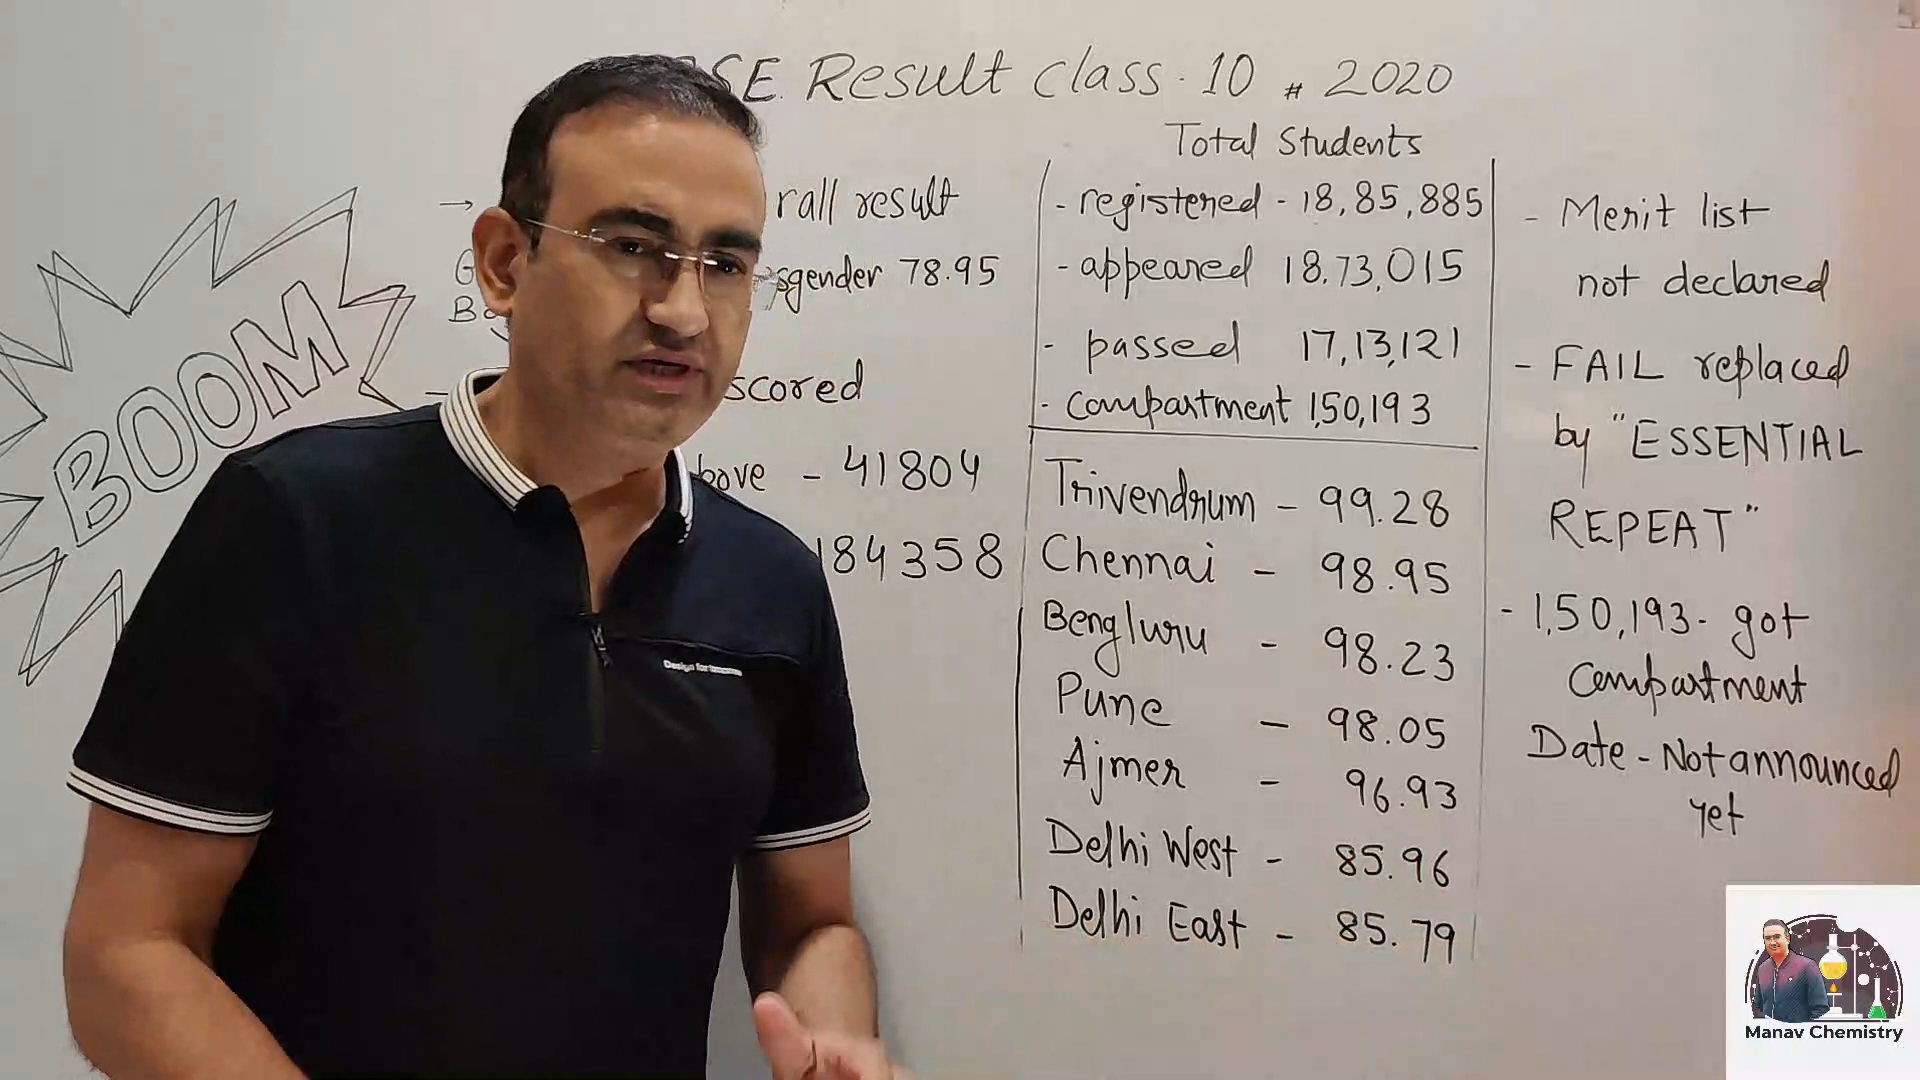 SE. Result Class. 10 # 2020
Total Students
BOOM
→ rall result
sgender 78.95
scored
bove - 41804
184358
- registered - 18,85,885
- appeared 18.73,015
- passed 17,13,121
- compartment 1,50,193
Trivendrum - 99.28
Chennai - 98.95
Bengluru - 98.23
Pune - 98.05
Ajmer - 96.93
Delhi West - 85.96
Delhi East - 85.79
- Merit list
not declared
- FAIL replaced
by "ESSENTIAL
REPEAT"
- 1,50,193- got
Compartment
Date - Not announced
yet
Manav Chemistry